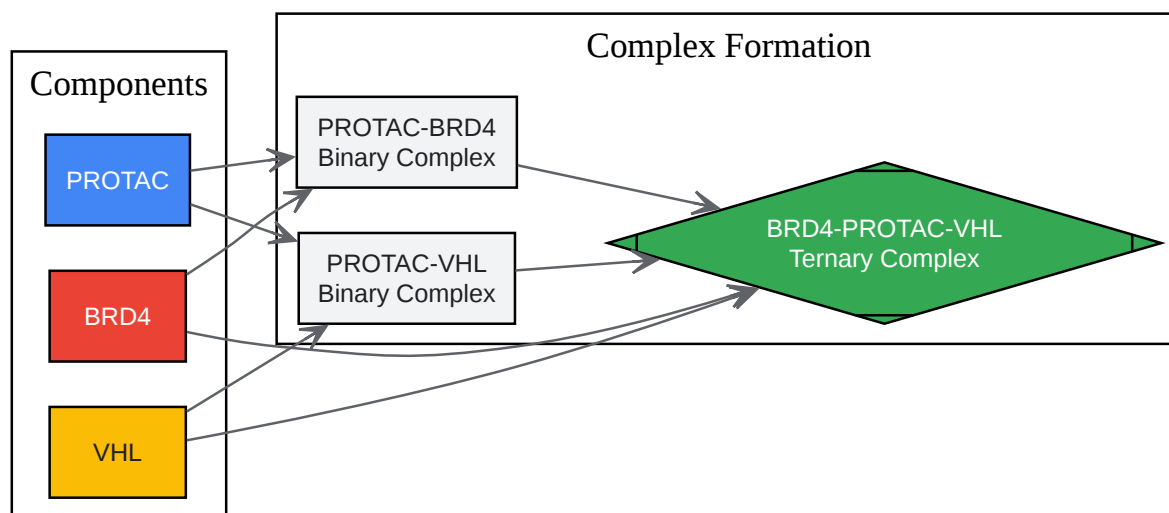 Components
PROTAC
BRD4
VHL
Complex Formation
PROTAC-BRD4
Binary Complex
PROTAC-VHL
Binary Complex
BRD4-PROTAC-VHL
Ternary Complex